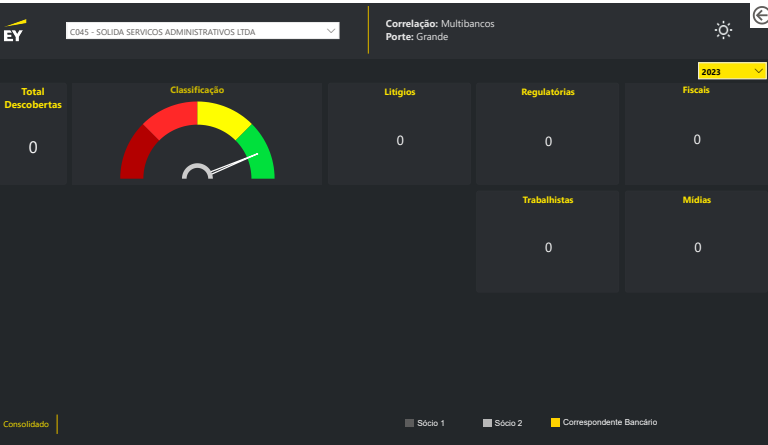 EY
C045 - SOLIDA SERVICOS ADMINISTRATIVOS LTDA
Correlação: Multibancos
Porte: Grande
2023
Total
Descobertas
0
Classificação
Litígios
0
Regulatórias
0
Fiscais
0
Trabalhistas
0
Mídias
0
Consolidado
Sócio 1
Sócio 2
Correspondente Bancário